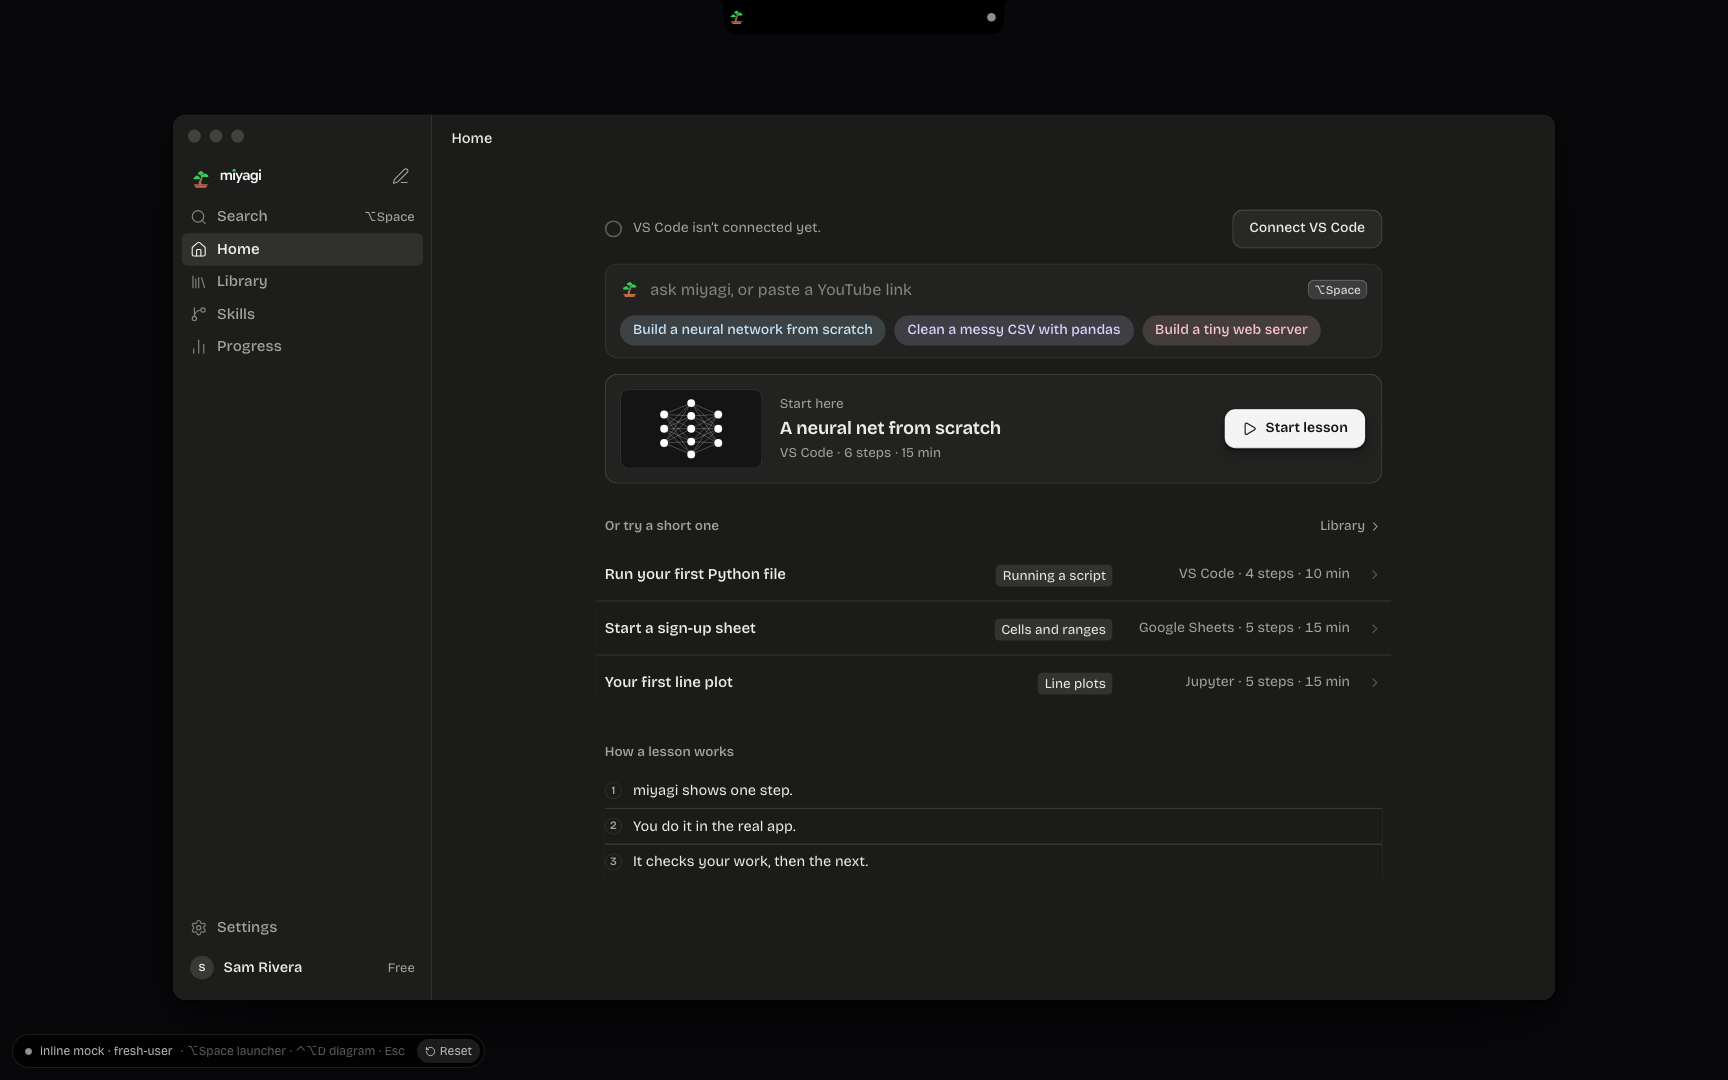 Home
miyagi
Search ⌥Space
Home
Library
Skills
Progress
VS Code isn't connected yet. Connect VS Code
ask miyagi, or paste a YouTube link ⌥Space
Build a neural network from scratch Clean a messy CSV with pandas Build a tiny web server
Start here
A neural net from scratch
VS Code · 6 steps · 15 min
Start lesson
Or try a short one Library
Run your first Python file Running a script VS Code · 4 steps · 10 min
Start a sign-up sheet Cells and ranges Google Sheets · 5 steps · 15 min
Your first line plot Line plots Jupyter · 5 steps · 15 min
How a lesson works
1 miyagi shows one step.
2 You do it in the real app.
3 It checks your work, then the next.
Settings
S Sam Rivera Free
inline mock · fresh-user · ⌥Space launcher · ^⌥D diagram · Esc Reset